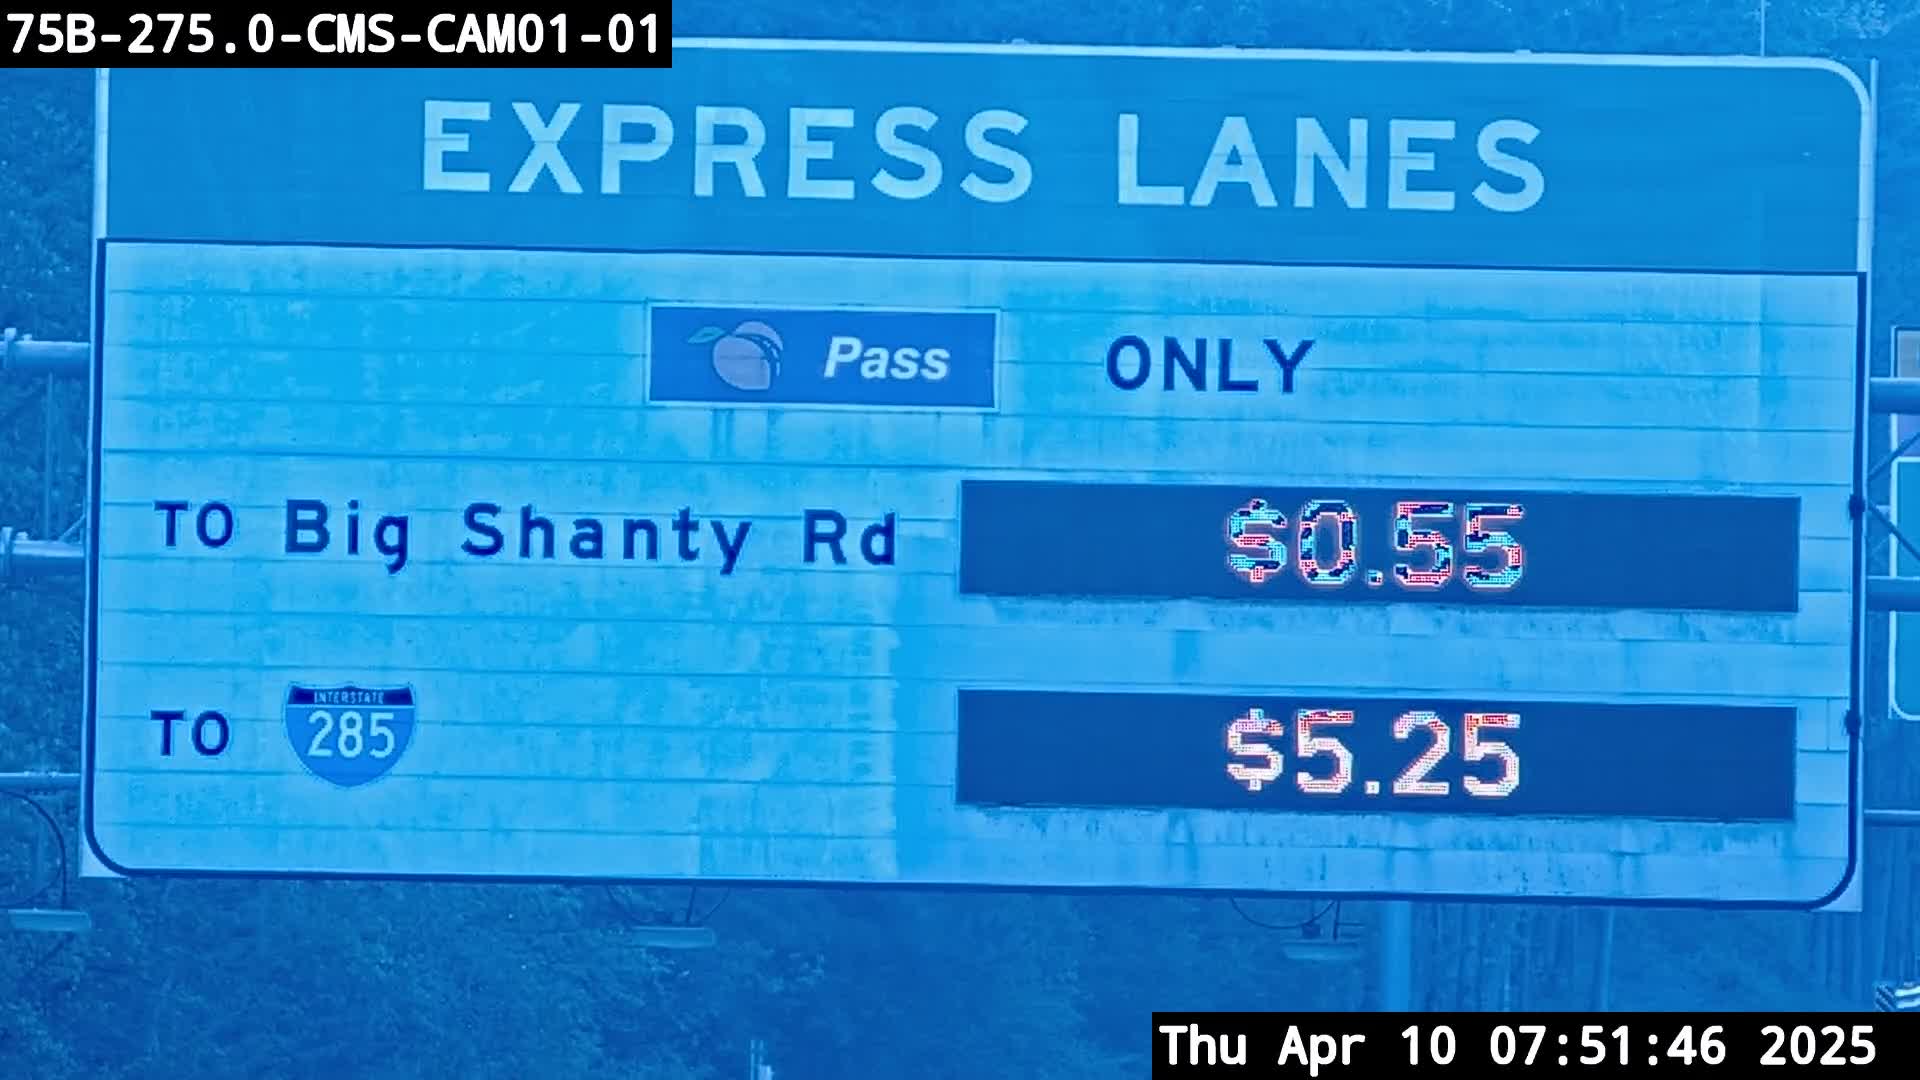 75B-275.0-CMS-CAM01-01
EXPRESS LANES
Pass ONLY
TO Big Shanty Rd $0.55
TO INTERSTATE 285 $5.25
Thu Apr 10 07:51:46 2025